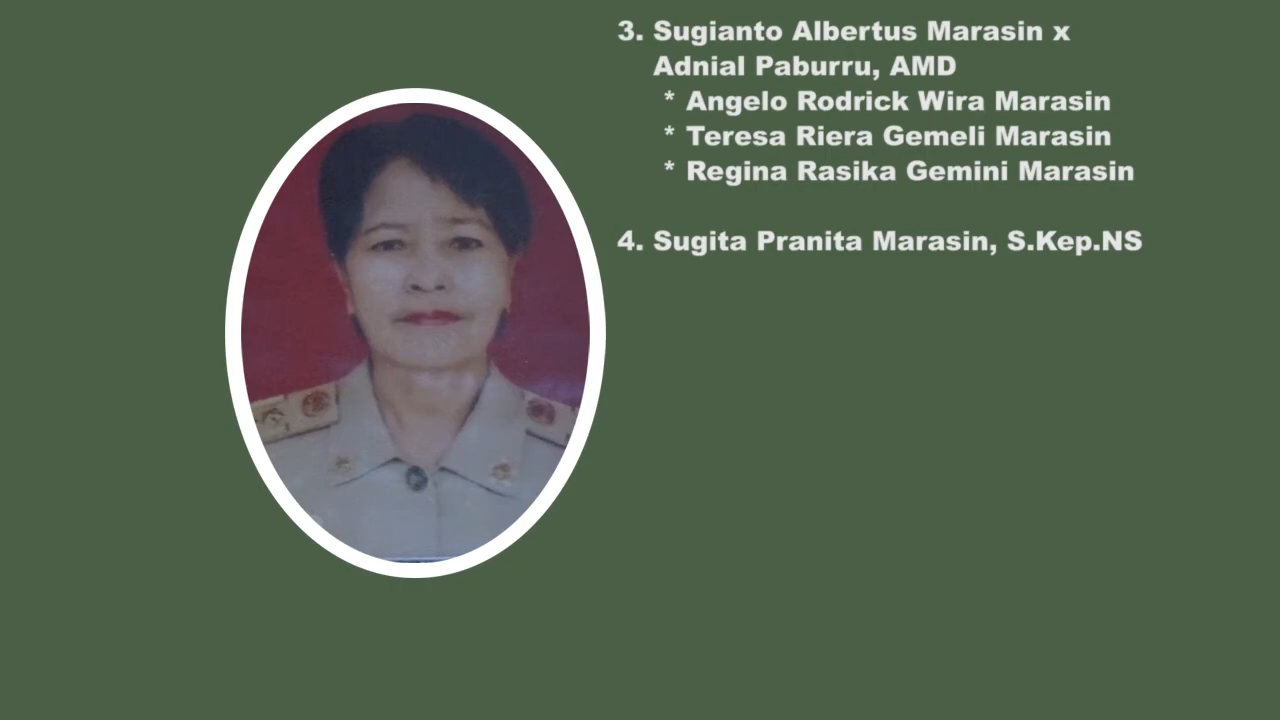 3. Sugianto Albertus Marasin x
Adnial Paburru, AMD
* Angelo Rodrick Wira Marasin
* Teresa Riera Gemeli Marasin
* Regina Rasika Gemini Marasin
4. Sugita Pranita Marasin, S.Kep.NS